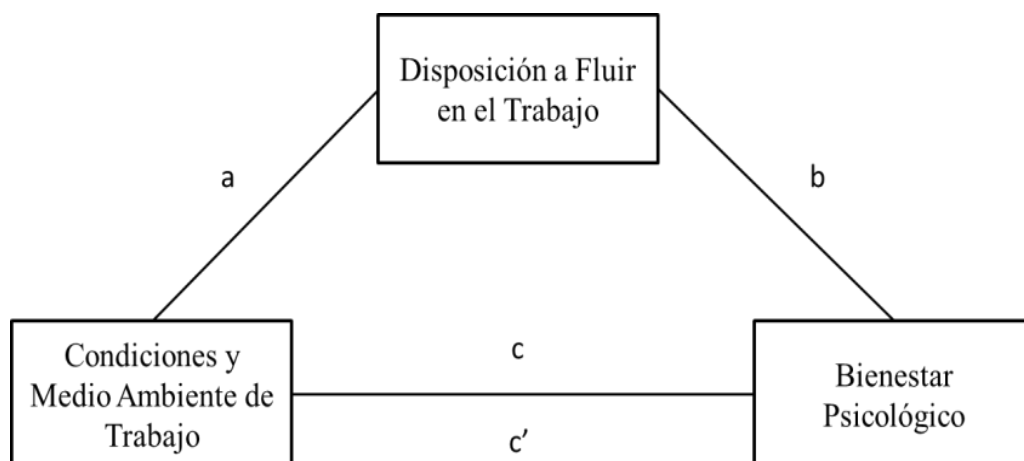 Disposición a Fluir
en el Trabajo
a
b
Condiciones y
Medio Ambiente de
Trabajo
c
c’
Bienestar
Psicológico